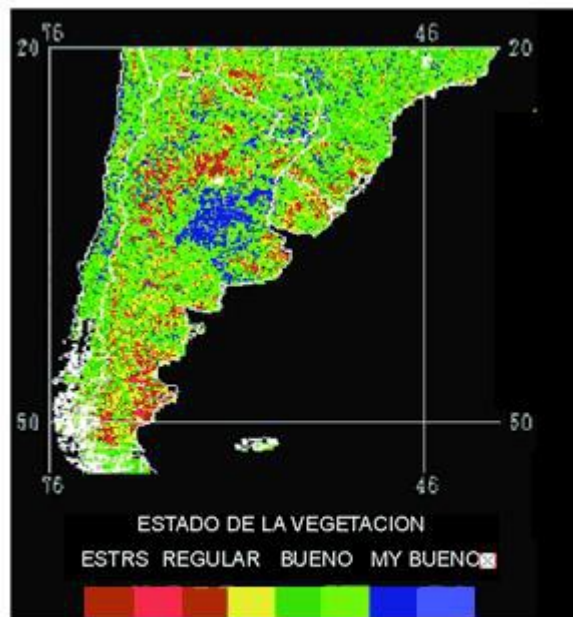 76 46
20 20
50 50
76 46
ESTADO DE LA VEGETACION
ESTRS REGULAR BUENO MY BUENO